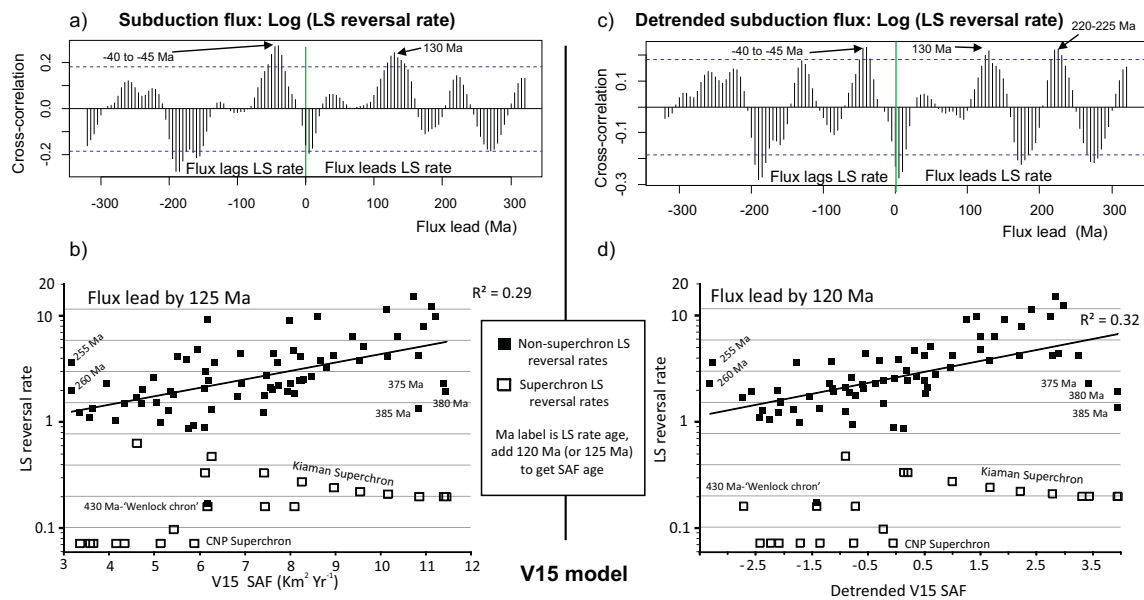 a)
Subduction flux: Log (LS reversal rate)
-40 to -45 Ma
130 Ma
Cross-correlation
0.2
0.0
-0.2
Flux lags LS rate
Flux leads LS rate
-300
-200
-100
0
100
200
300
Flux lead (Ma)
b)
Flux lead by 125 Ma
R² = 0.29
LS reversal rate
20
10
1
0.1
255 Ma
260 Ma
375 Ma
380 Ma
385 Ma
Kiaman Superchron
430 Ma-'Wenlock chron'
CNP Superchron
3
4
5
6
7
8
9
10
11
12
V15 SAF (Km² Yr⁻¹)
Non-superchron LS
reversal rates
Superchron LS
reversal rates
Ma label is LS rate age,
add 120 Ma (or 125 Ma)
to get SAF age
V15 model
c)
Detrended subduction flux: Log (LS reversal rate)
-40 to -45 Ma
130 Ma
220-225 Ma
Cross-correlation
0.1
-0.1
-0.3
Flux lags LS rate
Flux leads LS rate
-300
-200
-100
0
100
200
300
Flux lead (Ma)
d)
Flux lead by 120 Ma
R² = 0.32
LS reversal rate
20
10
1
0.1
255 Ma
260 Ma
375 Ma
380 Ma
385 Ma
Kiaman Superchron
430 Ma-'Wenlock chron'
CNP Superchron
-2.5
-1.5
-0.5
0.5
1.5
2.5
3.5
Detrended V15 SAF